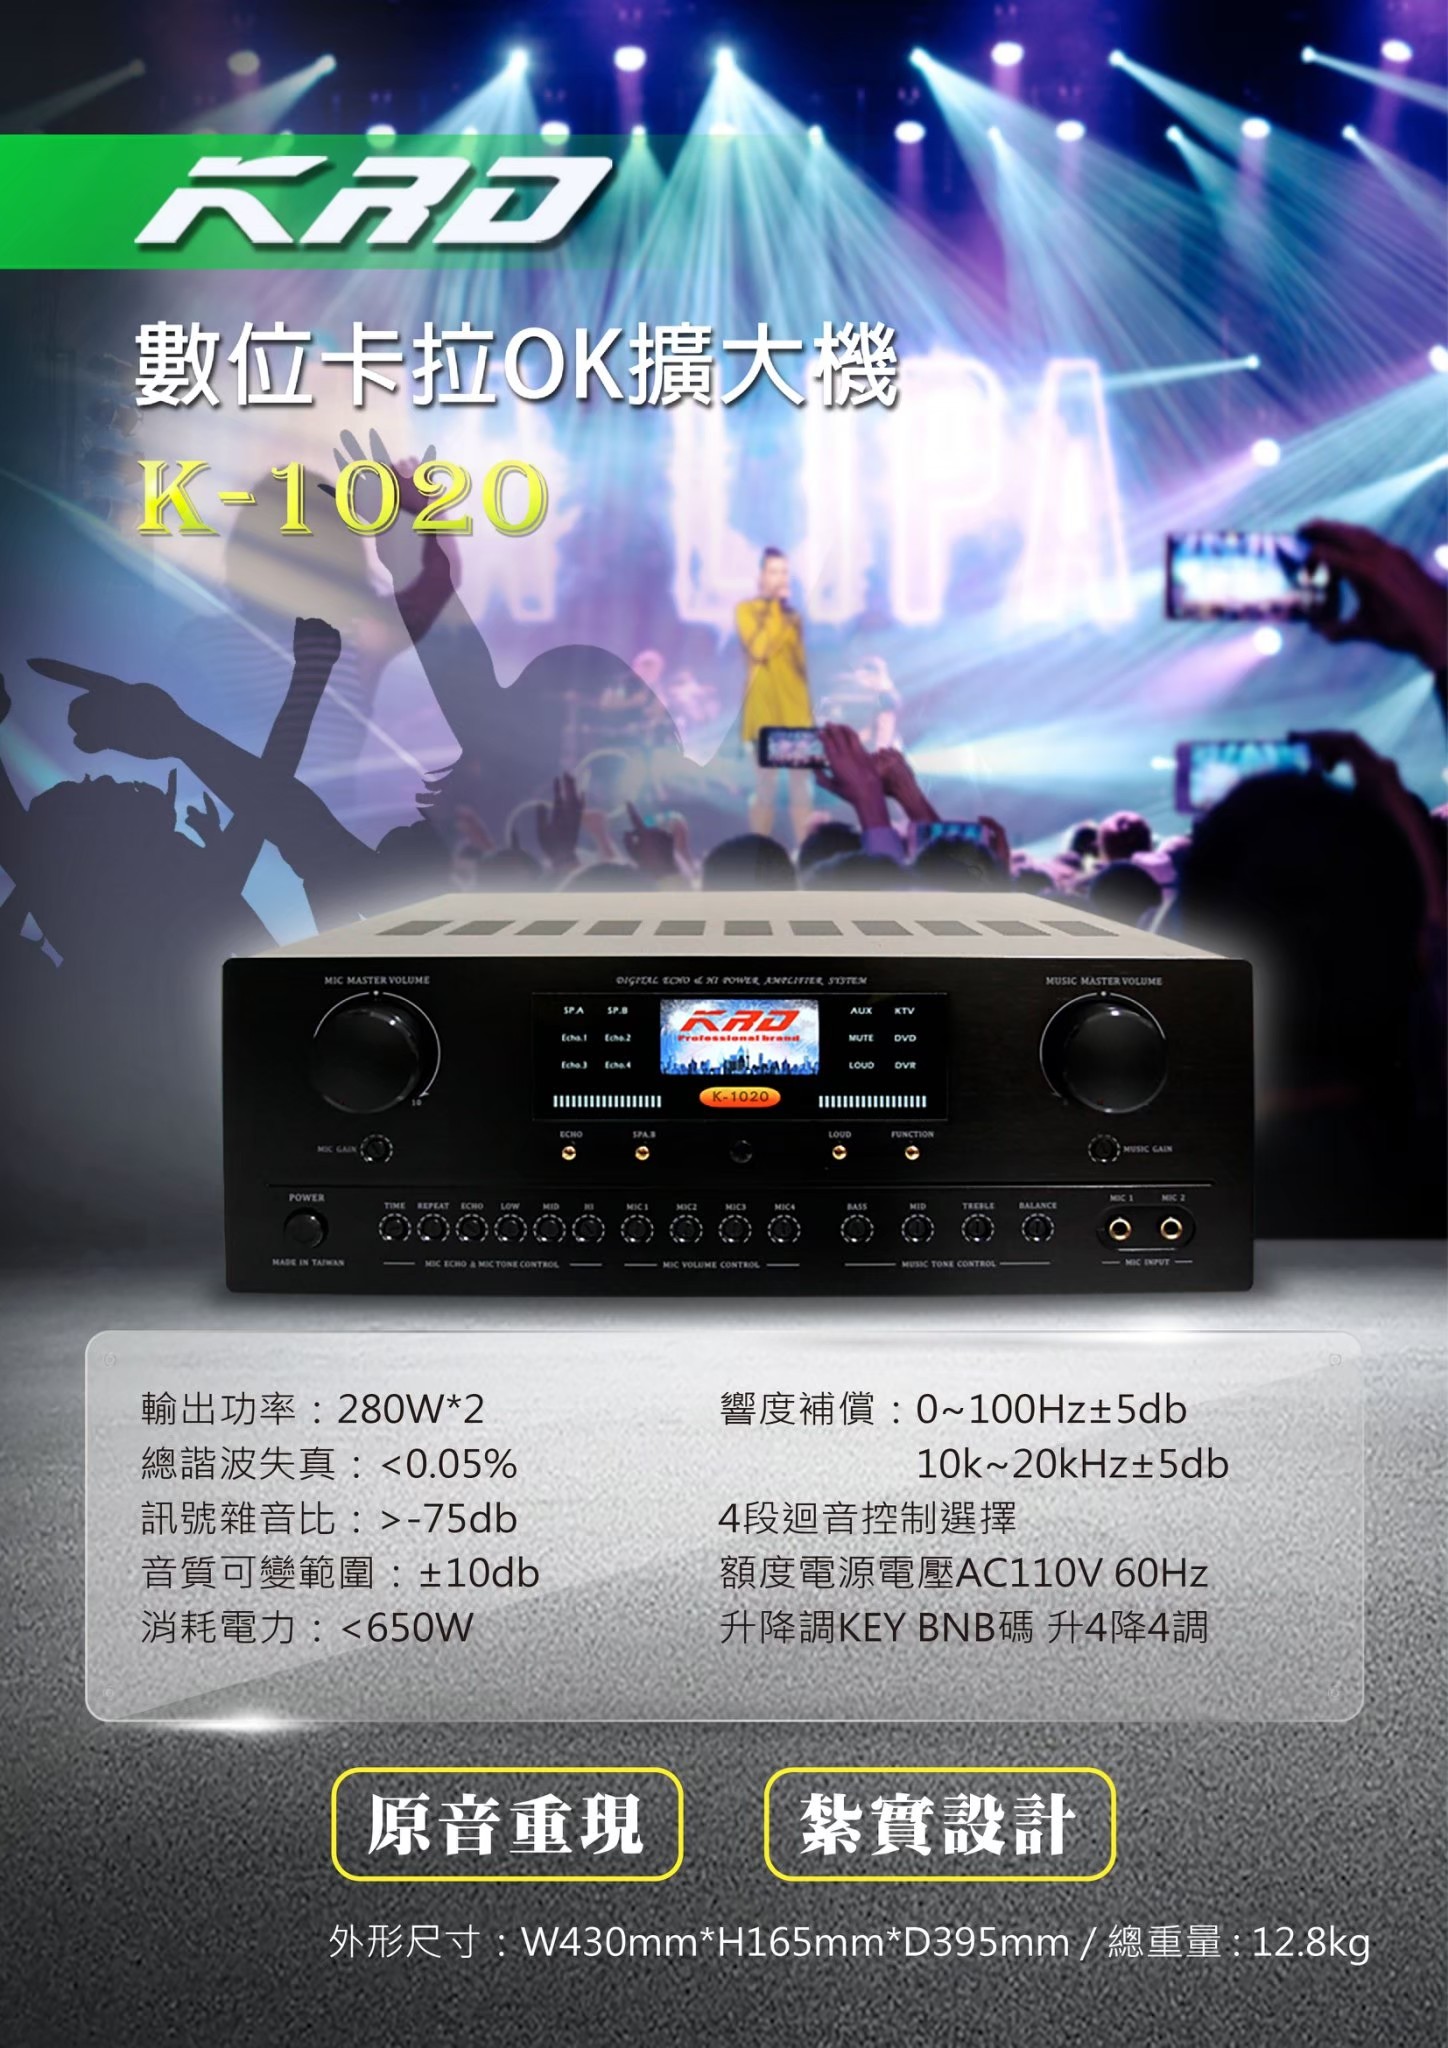 KRD
數位卡拉OK擴大機
K-1020
LIPA
MIC MASTER VOLUME
DIGITAL ECHO & HI POWER AMPLIFIER SYSTEM
MUSIC MASTER VOLUME
SP.A SP.B
KRD
Professional brand
AUX KTV
Echo.1 Echo.2
MUTE DVD
Echo.3 Echo.4
LOUD DVR
K-1020
10
ECHO SPA.B LOUD FUNCTION
MIC GAIN
MUSIC GAIN
POWER
TIME REPEAT ECHO LOW MID HI MIC 1 MIC2 MIC3 MIC4 BASS MID TREBLE BALANCE
MIC 1 MIC 2
MADE IN TAIWAN
MIC ECHO & MIC TONE CONTROL
MIC VOLUME CONTROL
MUSIC TONE CONTROL
MIC INPUT
輸出功率：280W*2
總諧波失真：<0.05%
訊號雜音比：>-75db
音質可變範圍：±10db
消耗電力：<650W
響度補償：0~100Hz±5db
10k~20kHz±5db
4段迴音控制選擇
額度電源電壓AC110V 60Hz
升降調KEY BNB碼 升4降4調
原音重現
紮實設計
外形尺寸：W430mm*H165mm*D395mm / 總重量 : 12.8kg